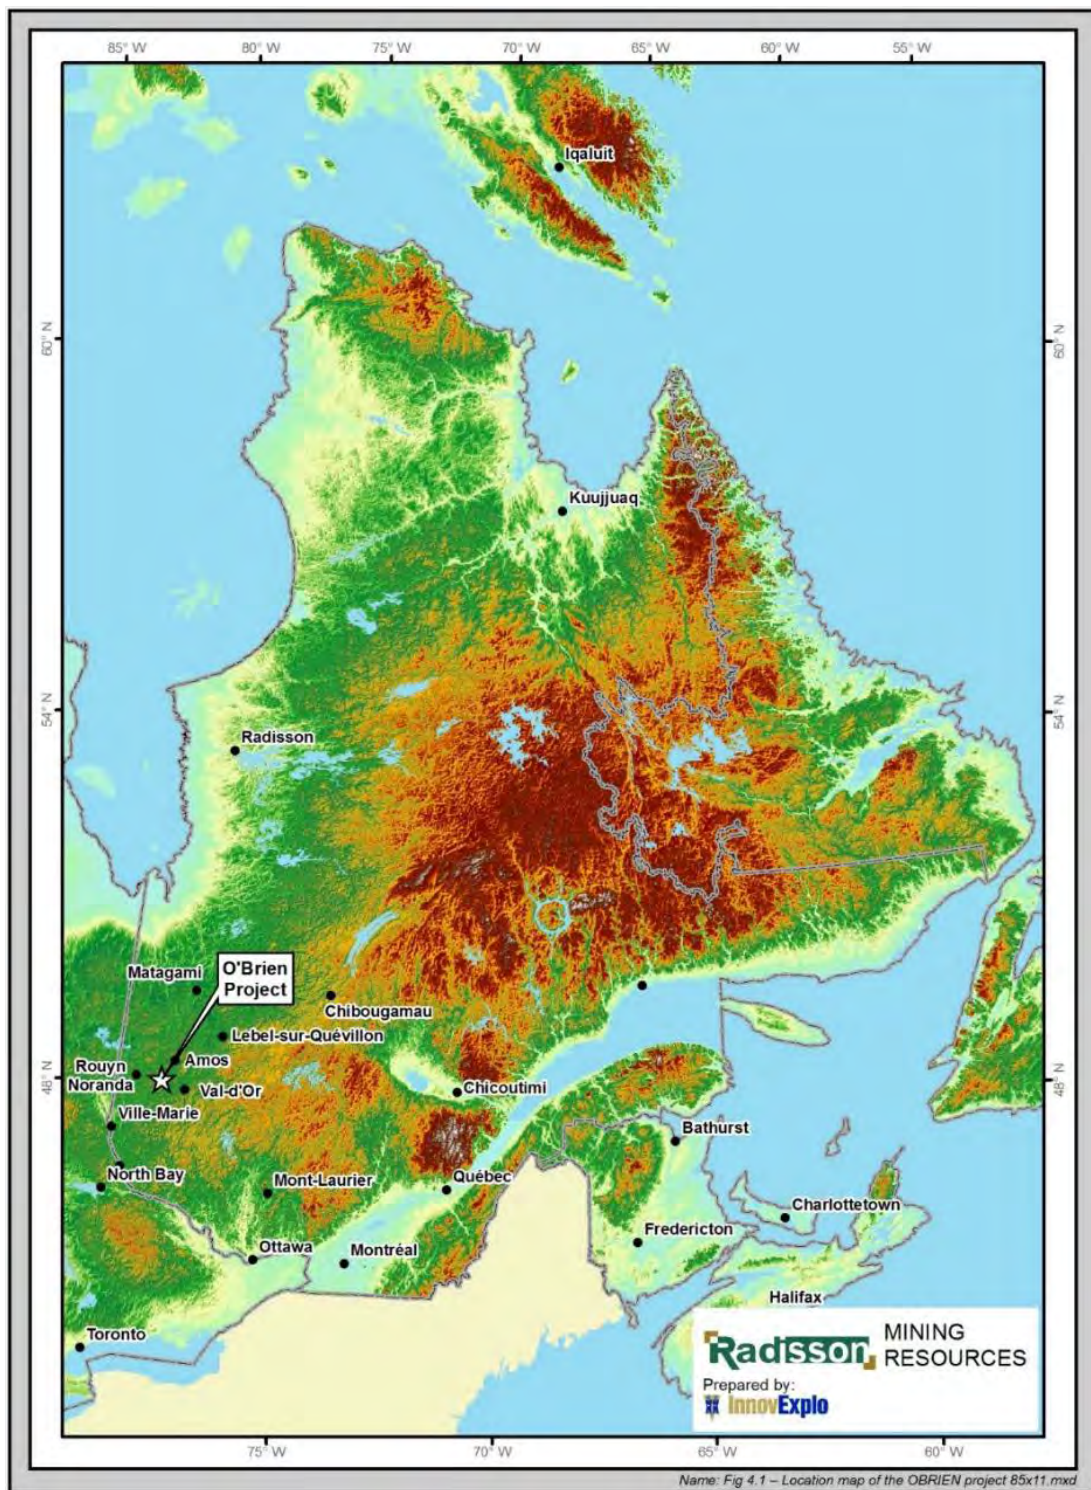 85° W
80° W
75° W
70° W
65° W
60° W
55° W
Iqaluit
60° N
60° N
Kuujjuaq
54° N
54° N
Radisson
Matagami
O'Brien
Project
Chibougamau
Lebel-sur-Quévillon
Amos
Rouyn
Noranda
48° N
48° N
Val-d'Or
Chicoutimi
Ville-Marie
Bathurst
North Bay
Mont-Laurier
Québec
Charlottetown
Fredericton
Ottawa
Montréal
Halifax
Toronto
Radisson MINING
RESOURCES
Prepared by:
InnovExplo
75° W
70° W
65° W
60° W
Name: Fig 4.1 – Location map of the OBRIEN project 85x11.mxd